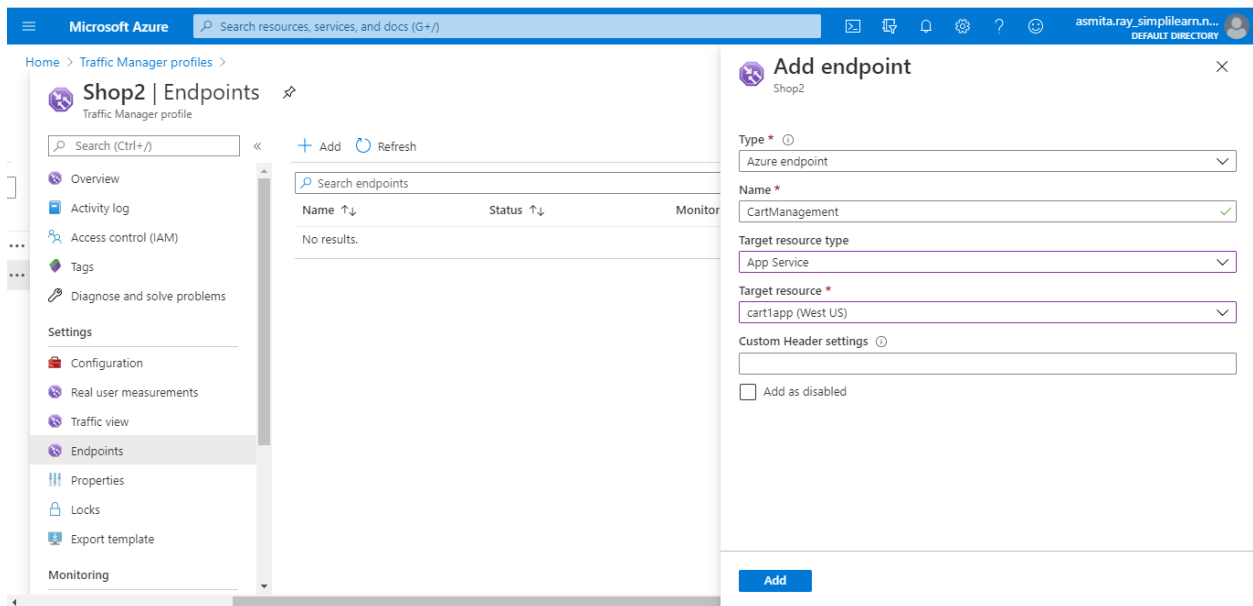 Microsoft Azure
Search resources, services, and docs (G+/)
asmita.ray_simplilearn.n...
DEFAULT DIRECTORY
Home > Traffic Manager profiles >
Shop2 | Endpoints
Traffic Manager profile
Search (Ctrl+/)
Overview
Activity log
Access control (IAM)
Tags
Diagnose and solve problems
Settings
Configuration
Real user measurements
Traffic view
Endpoints
Properties
Locks
Export template
Monitoring
Add Refresh
Search endpoints
Name Status Monitor
No results.
Add endpoint
Shop2
Type *
Azure endpoint
Name *
CartManagement
Target resource type
App Service
Target resource *
cart1app (West US)
Custom Header settings
Add as disabled
Add